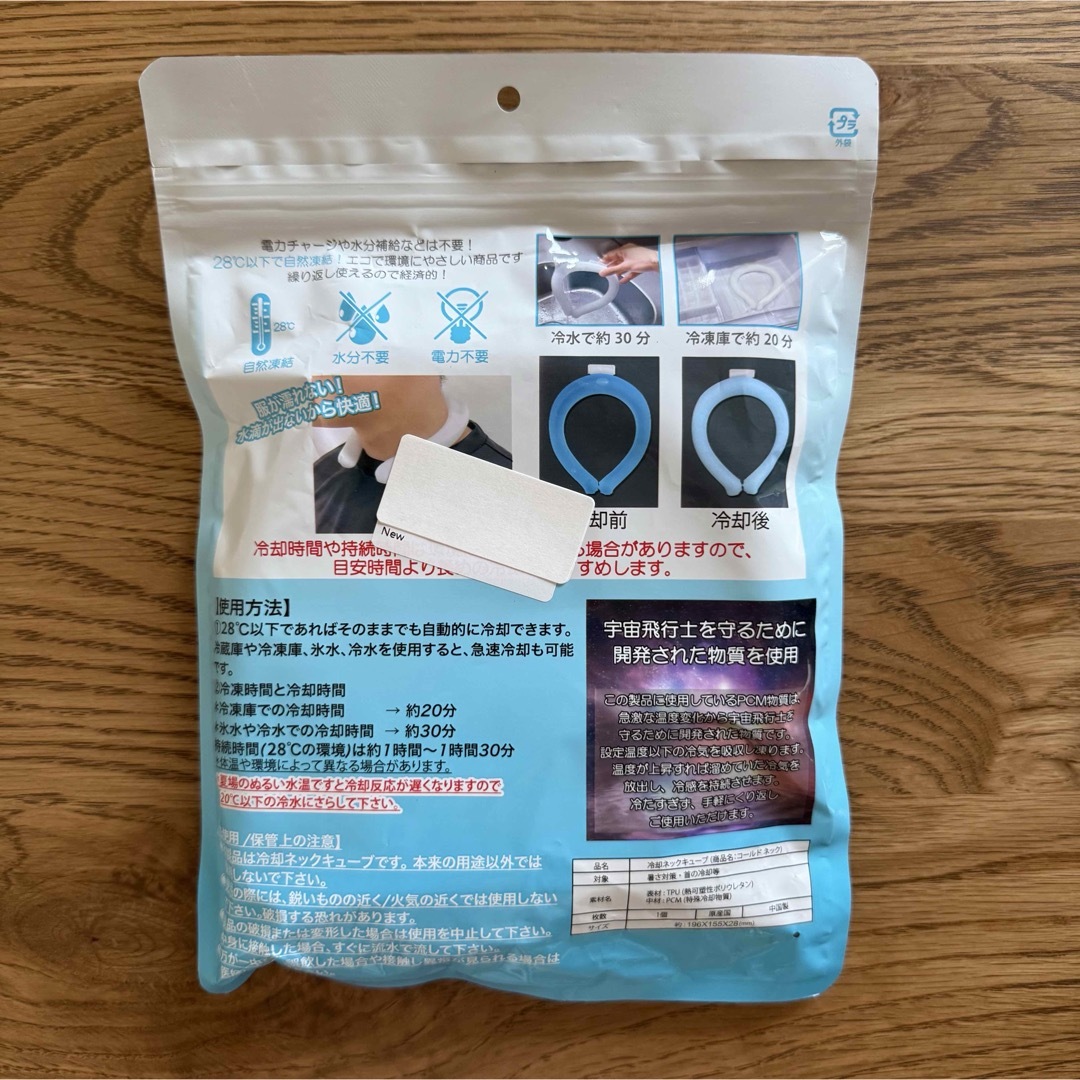 プラ
外袋
電力チャージや水分補給などは不要！
28℃以下で自然凍結！エコで環境にやさしい商品です
繰り返し使えるので経済的！
28℃
自然凍結
水分不要
電力不要
冷水で約30分
冷凍庫で約20分
服が濡れない！
水滴が出ないから快適！
却前
冷却後
New
冷却時間や持続時
場合がありますので、
目安時間より長
すすめします。
【使用方法】
①28℃以下であればそのままでも自動的に冷却できます。
冷蔵庫や冷凍庫、氷水、冷水を使用すると、急速冷却も可能
です。
②冷凍時間と冷却時間
＊冷凍庫での冷却時間 → 約20分
＊氷水や冷水での冷却時間 → 約30分
持続時間(28℃の環境)は約1時間〜1時間30分
体温や環境によって異なる場合があります。
夏場のぬるい水温ですと冷却反応が遅くなりますので
20℃以下の冷水にさらして下さい。
使用/保管上の注意】
品は冷却ネックキューブです。本来の用途以外では
しないで下さい。
の際には、鋭いものの近く/火気の近くでは使用しない
下さい。破損する恐れがあります。
品の破損または変形した場合は使用を中止して下さい。
身に接触した場合、すぐに流水で流して下さい。
飲した場合や接触し異常が見られる場合は
宇宙飛行士を守るために
開発された物質を使用
この製品に使用しているPCM物質は、
急激な温度変化から宇宙飛行士を
守るために開発された物質です。
設定温度以下の冷気を吸収し凍ります。
温度が上昇すれば溜めていた冷気を
放出し、冷感を持続させます。
冷たすぎず、手軽にくり返し
ご使用いただけます。
品名 冷却ネックキューブ(商品名:コールドネック)
対象 暑さ対策・首の冷却等
素材名 表材:TPU(熱可塑性ポリウレタン)
中材:PCM(特殊冷却物質)
枚数 1個 原産国 中国製
サイズ 約:190X155X28(mm)